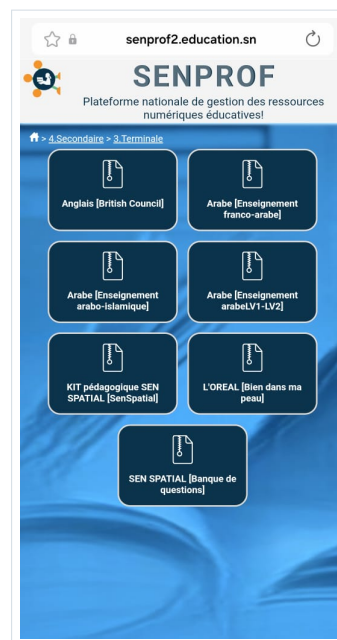 senprof2.education.sn
SENPROF
Plateforme nationale de gestion des ressources
numériques éducatives!
> 4.Secondaire > 3.Terminale
Anglais [British Council]
Arabe [Enseignement
franco-arabe]
Arabe [Enseignement
arabo-islamique]
Arabe [Enseignement
arabeLV1-LV2]
KIT pédagogique SEN
SPATIAL [SenSpatial]
L'OREAL [Bien dans ma
peau]
SEN SPATIAL [Banque de
questions]